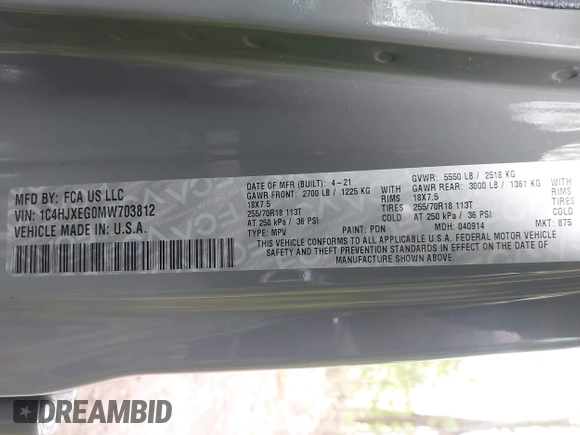 MFD BY: FCA US LLC
VIN: 1C4HJXEG0MW703812
VEHICLE MADE IN: U.S.A.
DATE OF MFR (BUILT): 4-21
GAWR FRONT: 2700 LB / 1225 KG WITH
18X7.5 RIMS
255/70R18 113T TIRES
AT 250 kPa / 36 PSI
TYPE: MPV PAINT: PDN
GVWR: 5550 LB / 2518 KG
GAWR REAR: 3000 LB / 1361 KG WITH
18X7.5 RIMS
255/70R18 113T TIRES
AT 250 kPa / 36 PSI
MDH: 040914 MKT: 875
THIS VEHICLE CONFORMS TO ALL APPLICABLE U.S.A. FEDERAL MOTOR VEHICLE
SAFETY AND THEFT PREVENTION STANDARDS IN EFFECT ON THE DATE OF
MANUFACTURE SHOWN ABOVE.
DREAMBID